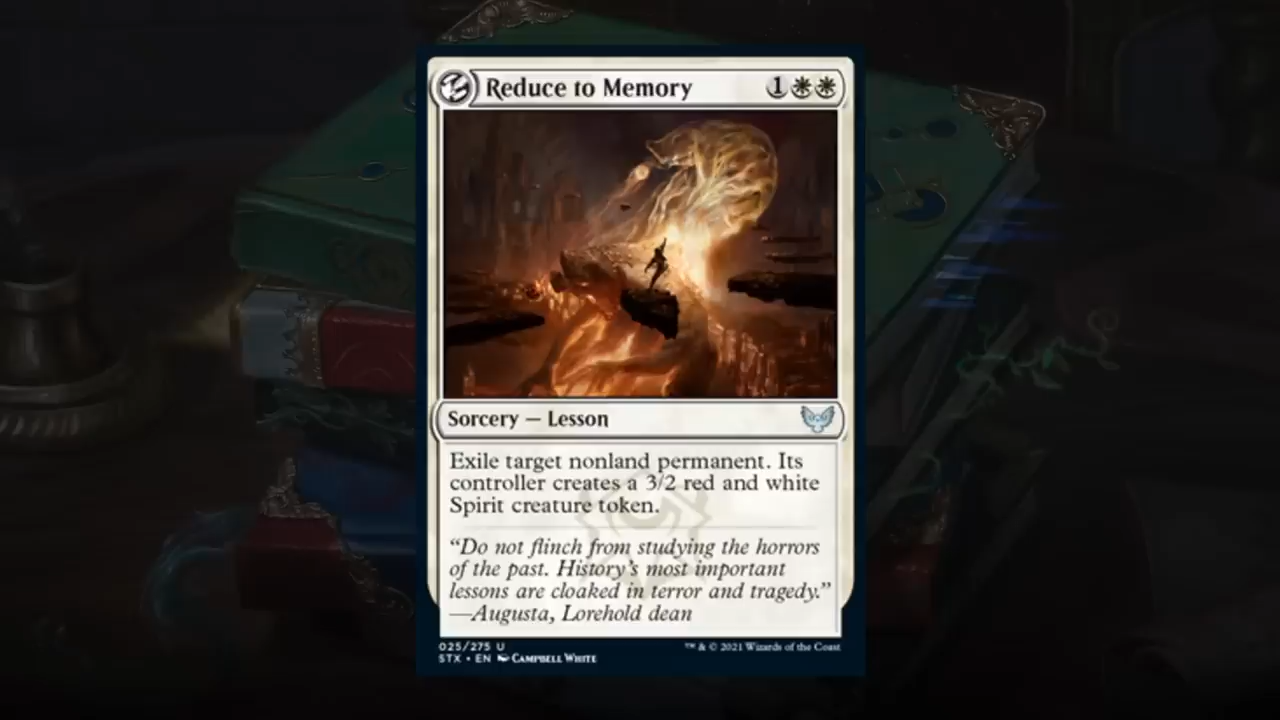 Reduce to Memory 1
Sorcery — Lesson
Exile target nonland permanent. Its
controller creates a 3/2 red and white
Spirit creature token.
“Do not flinch from studying the horrors
of the past. History’s most important
lessons are cloaked in terror and tragedy.”
—Augusta, Lorehold dean
025/275 U
STX • EN Campbell White
™ & © 2021 Wizards of the Coast